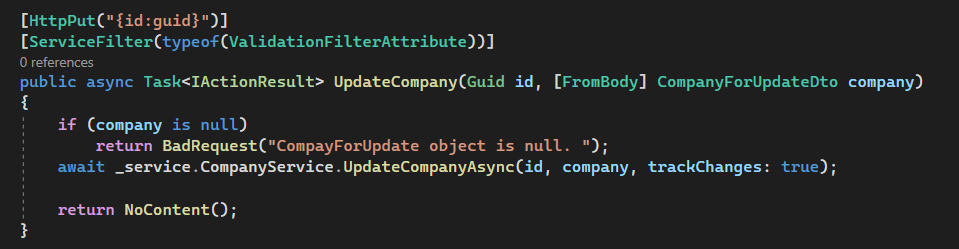 [HttpPut("{id:guid}")]
[ServiceFilter(typeof(ValidationFilterAttribute))]
0 references
public async Task<IActionResult> UpdateCompany(Guid id, [FromBody] CompanyForUpdateDto company)
{
if (company is null)
return BadRequest("CompayForUpdate object is null. ");
await _service.CompanyService.UpdateCompanyAsync(id, company, trackChanges: true);
return NoContent();
}